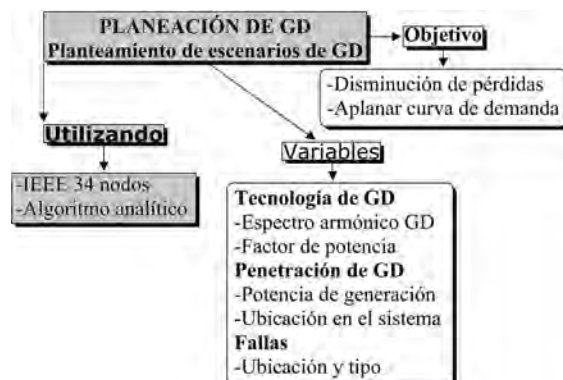 PLANEACIÓN DE GD
Planteamiento de escenarios de GD
Objetivo
-Disminución de pérdidas
-Aplanar curva de demanda
Utilizando
-IEEE 34 nodos
-Algoritmo analítico
Variables
Tecnología de GD
-Espectro armónico GD
-Factor de potencia
Penetración de GD
-Potencia de generación
-Ubicación en el sistema
Fallas
-Ubicación y tipo